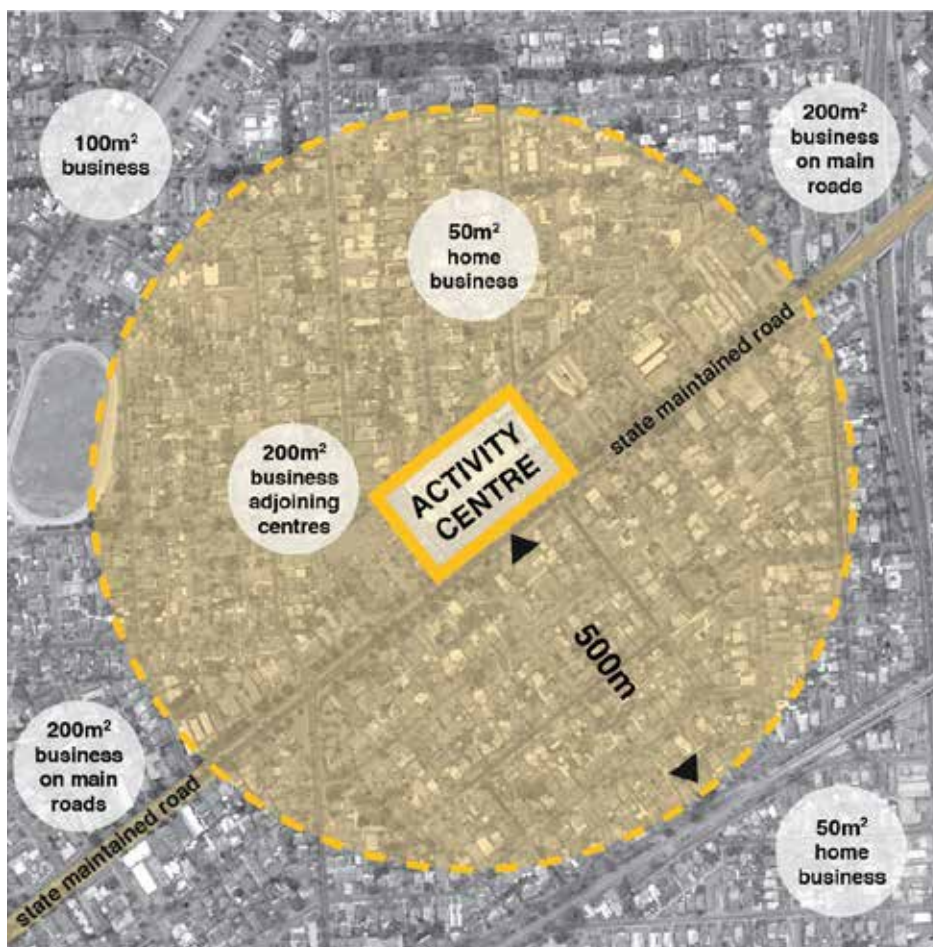 100m²
business
200m²
business
on main
roads
50m²
home
business
state maintained road
200m²
business
adjoining
centres
ACTIVITY
CENTRE
500m
200m²
business
on main
roads
state maintained road
50m²
home
business